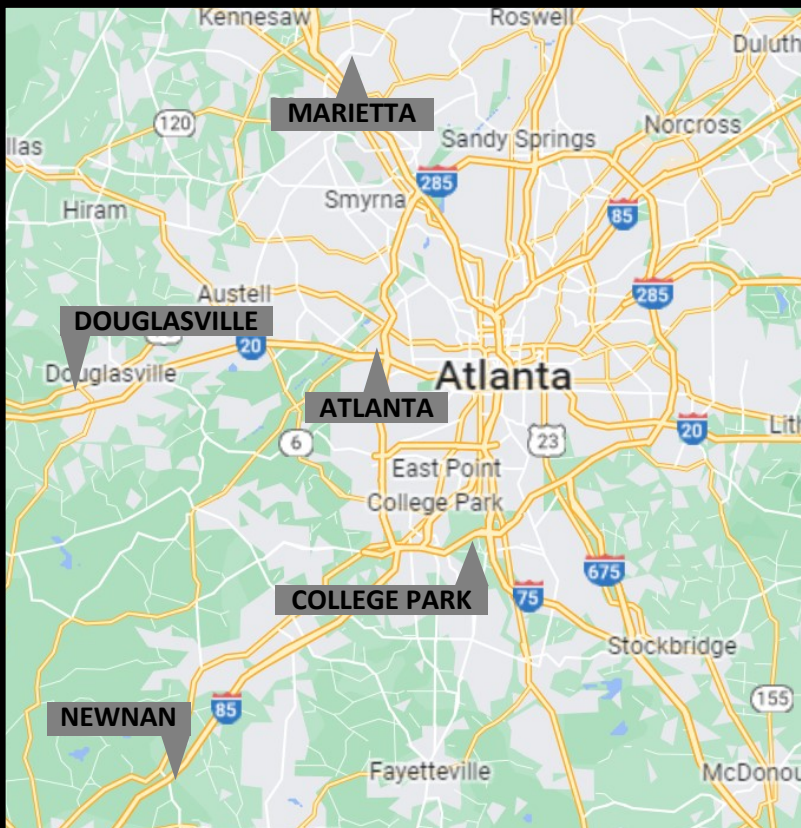 Kennesaw
Roswell
Duluth
MARIETTA
120
Norcross
Sandy Springs
llas
285
Smyrna
Hiram
85
Austell
285
DOUGLASVILLE
20
Douglasville
Atlanta
ATLANTA
Lith
20
6
23
East Point
College Park
675
COLLEGE PARK
75
Stockbridge
155
NEWNAN
85
Fayetteville
McDonou